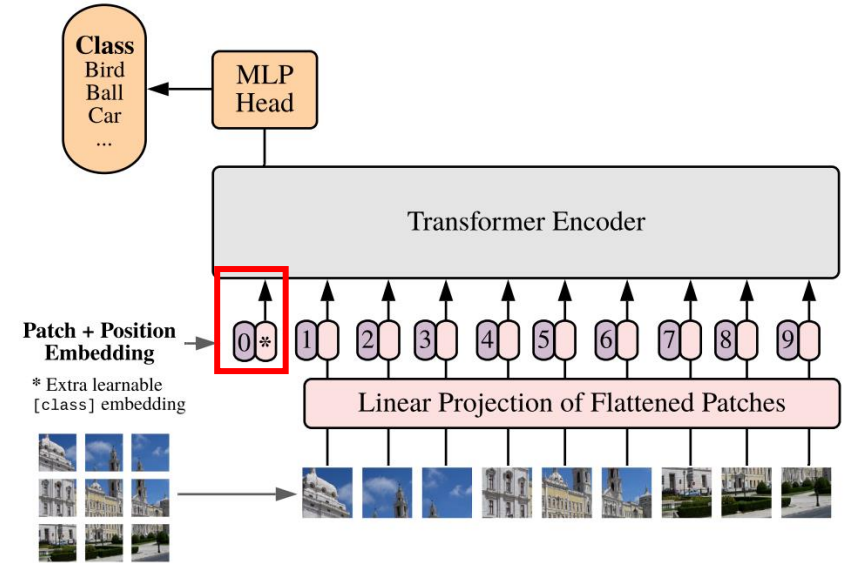 Class
Bird
Ball
Car
...
MLP
Head
Transformer Encoder
Patch + Position
Embedding
0 * 1 2 3 4 5 6 7 8 9
* Extra learnable
[class] embedding
Linear Projection of Flattened Patches